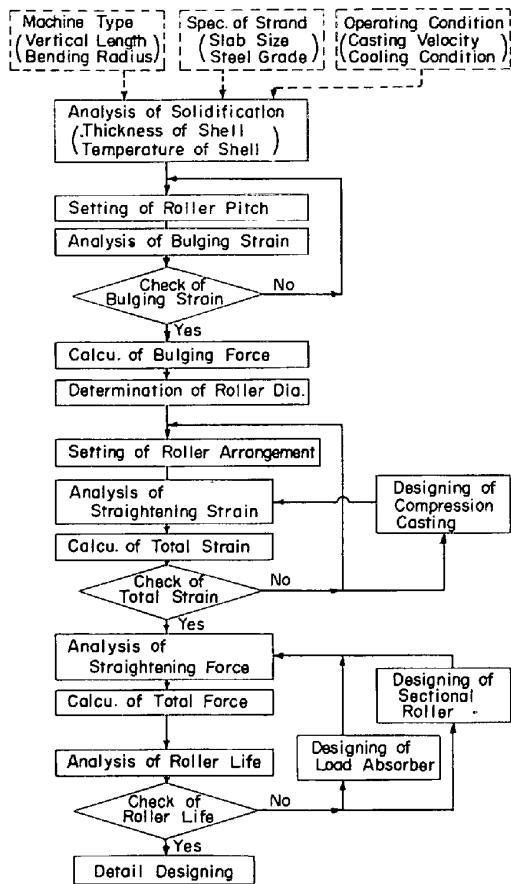 Machine Type
(Vertical Length)
(Bending Radius)
Spec. of Strand
(Slab Size)
(Steel Grade)
Operating Condition
(Casting Velocity)
(Cooling Condition)
Analysis of Solidification
(Thickness of Shell)
(Temperature of Shell)
Setting of Roller Pitch
Analysis of Bulging Strain
Check of
Bulging Strain
No
Yes
Calcu. of Bulging Force
Determination of Roller Dia.
Setting of Roller Arrangement
Analysis of
Straightening Strain
Designing of
Compression
Casting
Calcu. of Total Strain
Check of
Total Strain
No
Yes
Analysis of
Straightening Force
Designing of
Sectional
Roller
Calcu. of Total Force
Designing of
Load Absorber
Analysis of Roller Life
Check of
Roller Life
No
Yes
Detail Designing